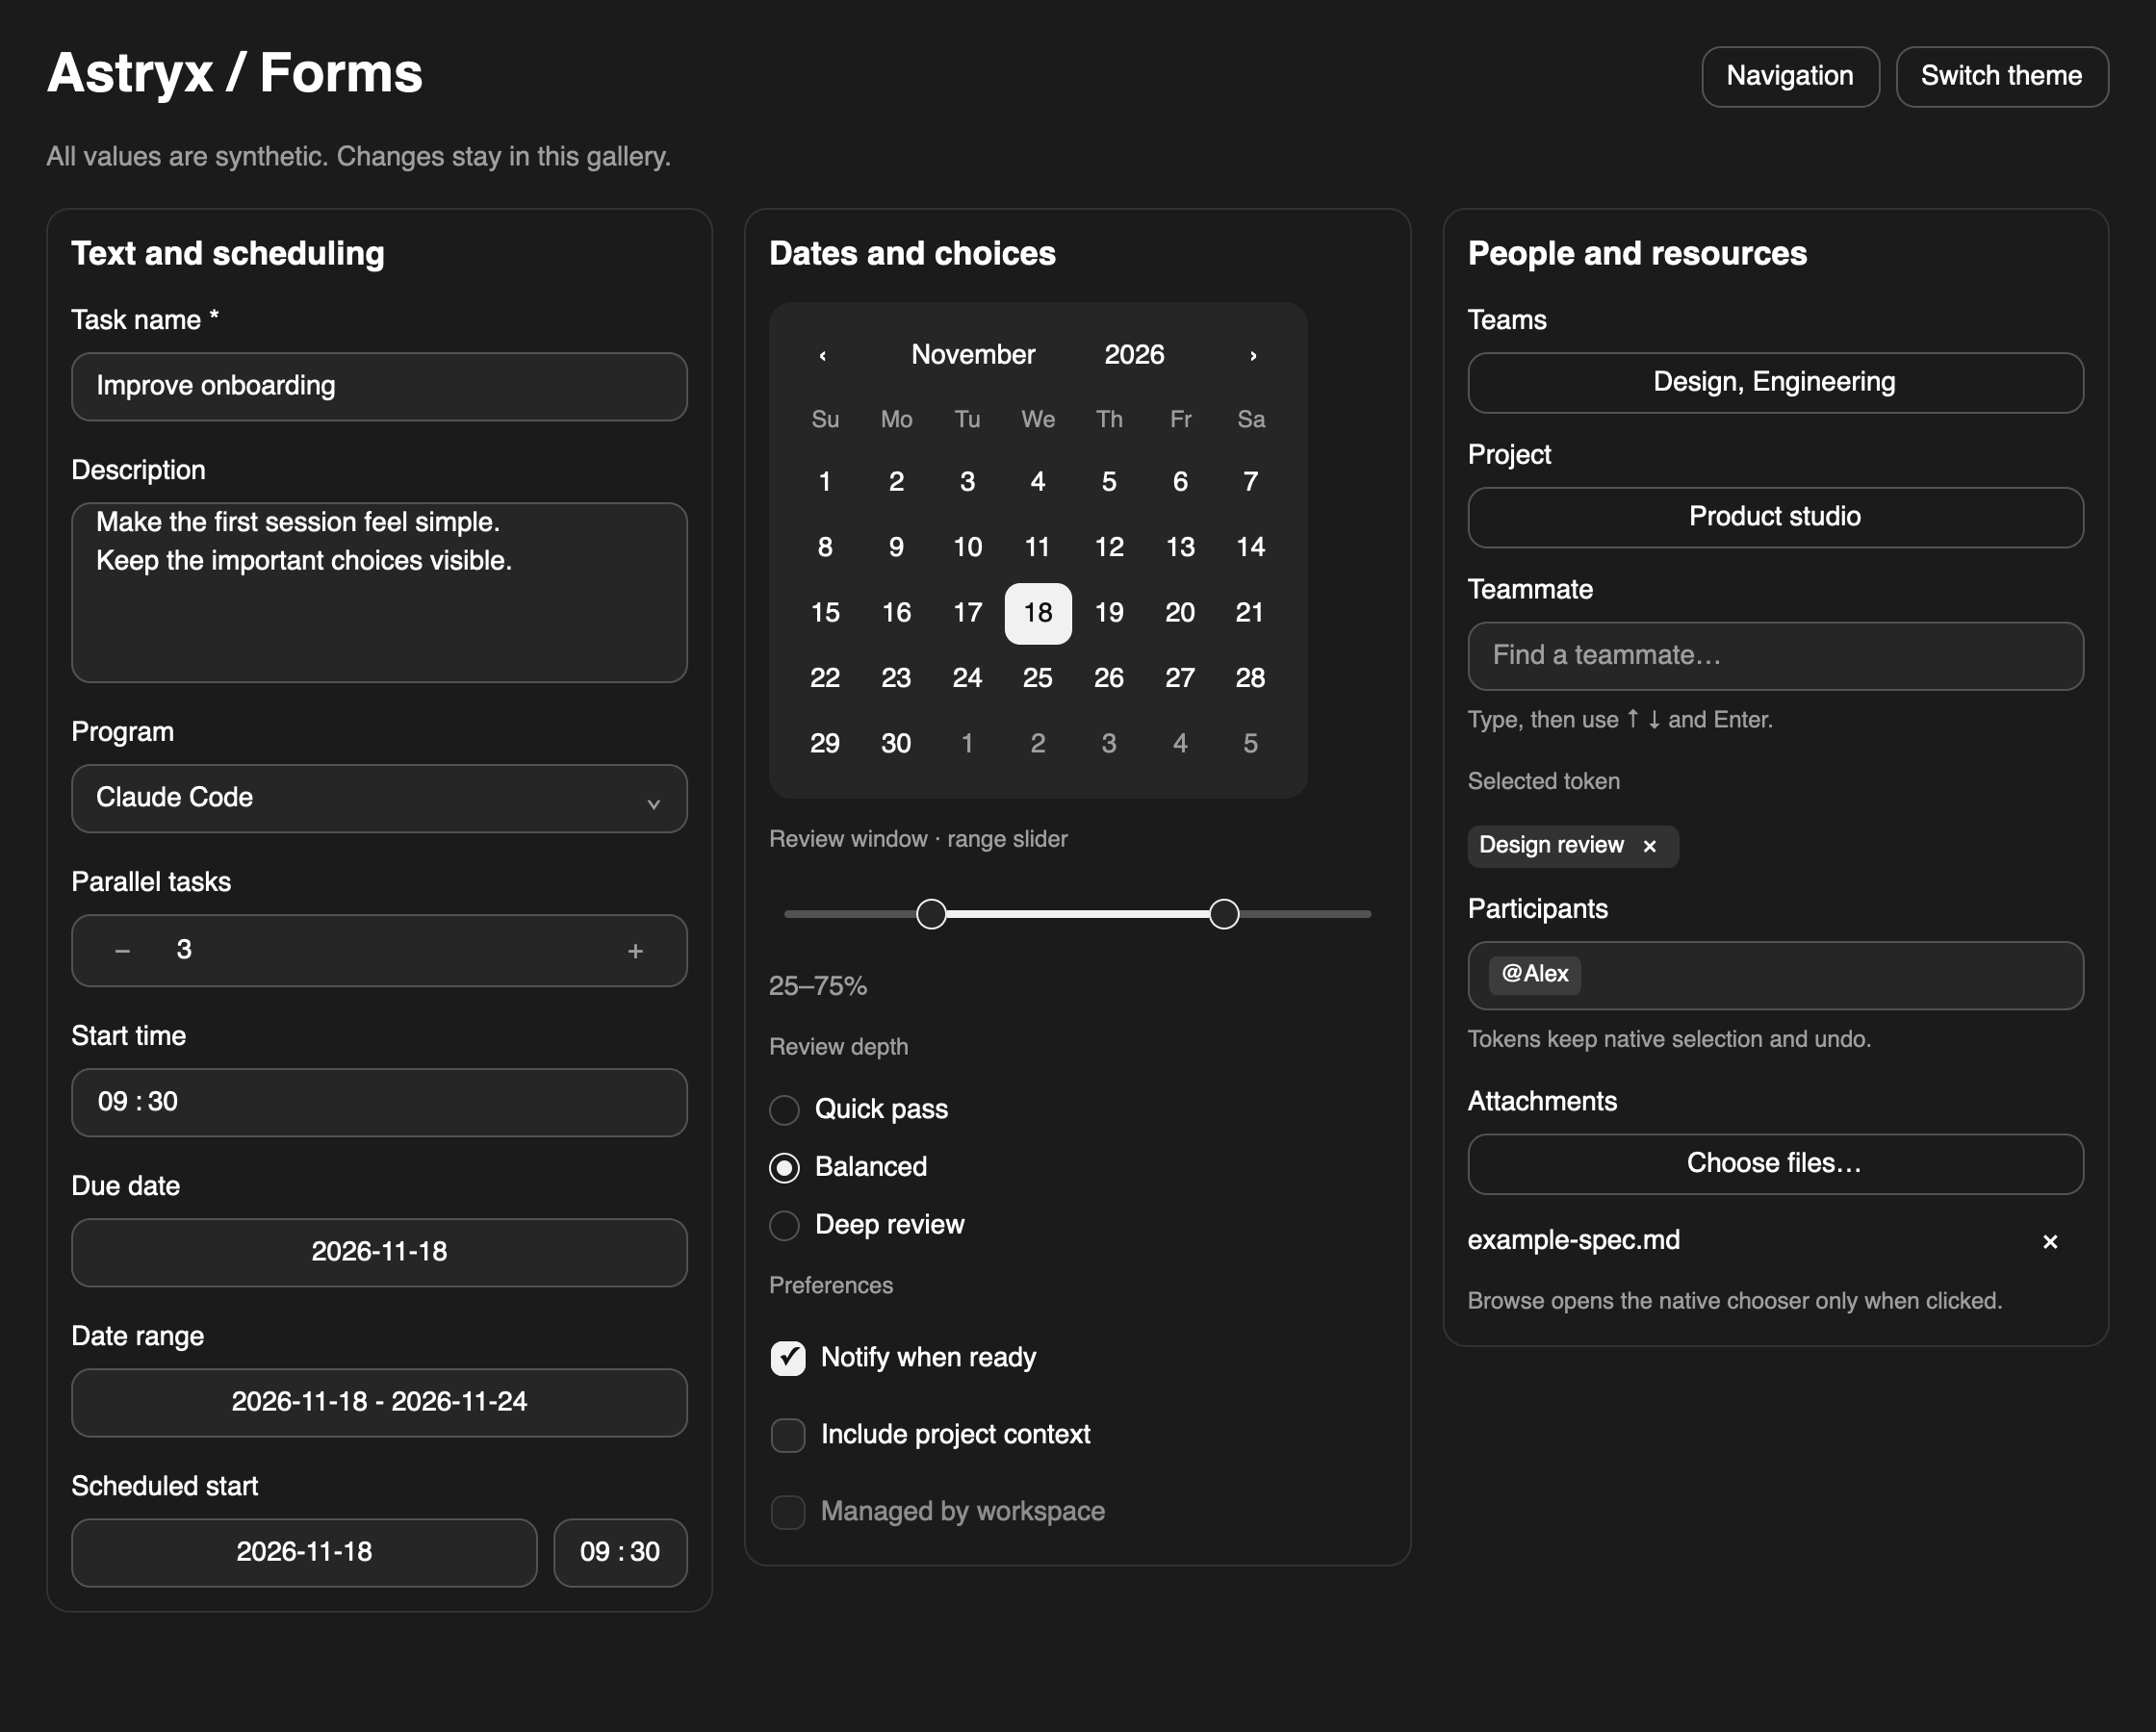 Astryx / Forms
Navigation
Switch theme
All values are synthetic. Changes stay in this gallery.
Text and scheduling
Task name *
Improve onboarding
Description
Make the first session feel simple.
Keep the important choices visible.
Program
Claude Code
Parallel tasks
− 3 +
Start time
09 : 30
Due date
2026-11-18
Date range
2026-11-18 - 2026-11-24
Scheduled start
2026-11-18
09 : 30
Dates and choices
‹ November 2026 ›
Su Mo Tu We Th Fr Sa
1 2 3 4 5 6 7
8 9 10 11 12 13 14
15 16 17 18 19 20 21
22 23 24 25 26 27 28
29 30 1 2 3 4 5
Review window · range slider
25–75%
Review depth
Quick pass
Balanced
Deep review
Preferences
Notify when ready
Include project context
Managed by workspace
People and resources
Teams
Design, Engineering
Project
Product studio
Teammate
Find a teammate…
Type, then use ↑ ↓ and Enter.
Selected token
Design review ×
Participants
@Alex
Tokens keep native selection and undo.
Attachments
Choose files…
example-spec.md ×
Browse opens the native chooser only when clicked.